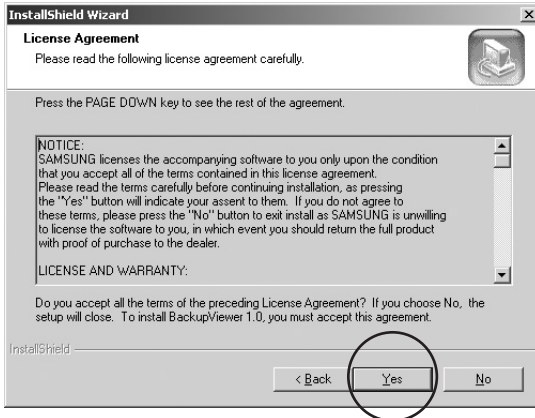 InstallShield Wizard
License Agreement
Please read the following license agreement carefully.
Press the PAGE DOWN key to see the rest of the agreement.
NOTICE:
SAMSUNG licenses the accompanying software to you only upon the condition
that you accept all of the terms contained in this license agreement.
Please read the terms carefully before continuing installation, as pressing
the "Yes" button will indicate your assent to them. If you do not agree to
these terms, please press the "No" button to exit install as SAMSUNG is unwilling
to license the software to you, in which event you should return the full product
with proof of purchase to the dealer.
LICENSE AND WARRANTY:
Do you accept all the terms of the preceding License Agreement? If you choose No, the
setup will close. To install BackupViewer 1.0, you must accept this agreement.
InstallShield
< Back
Yes
No